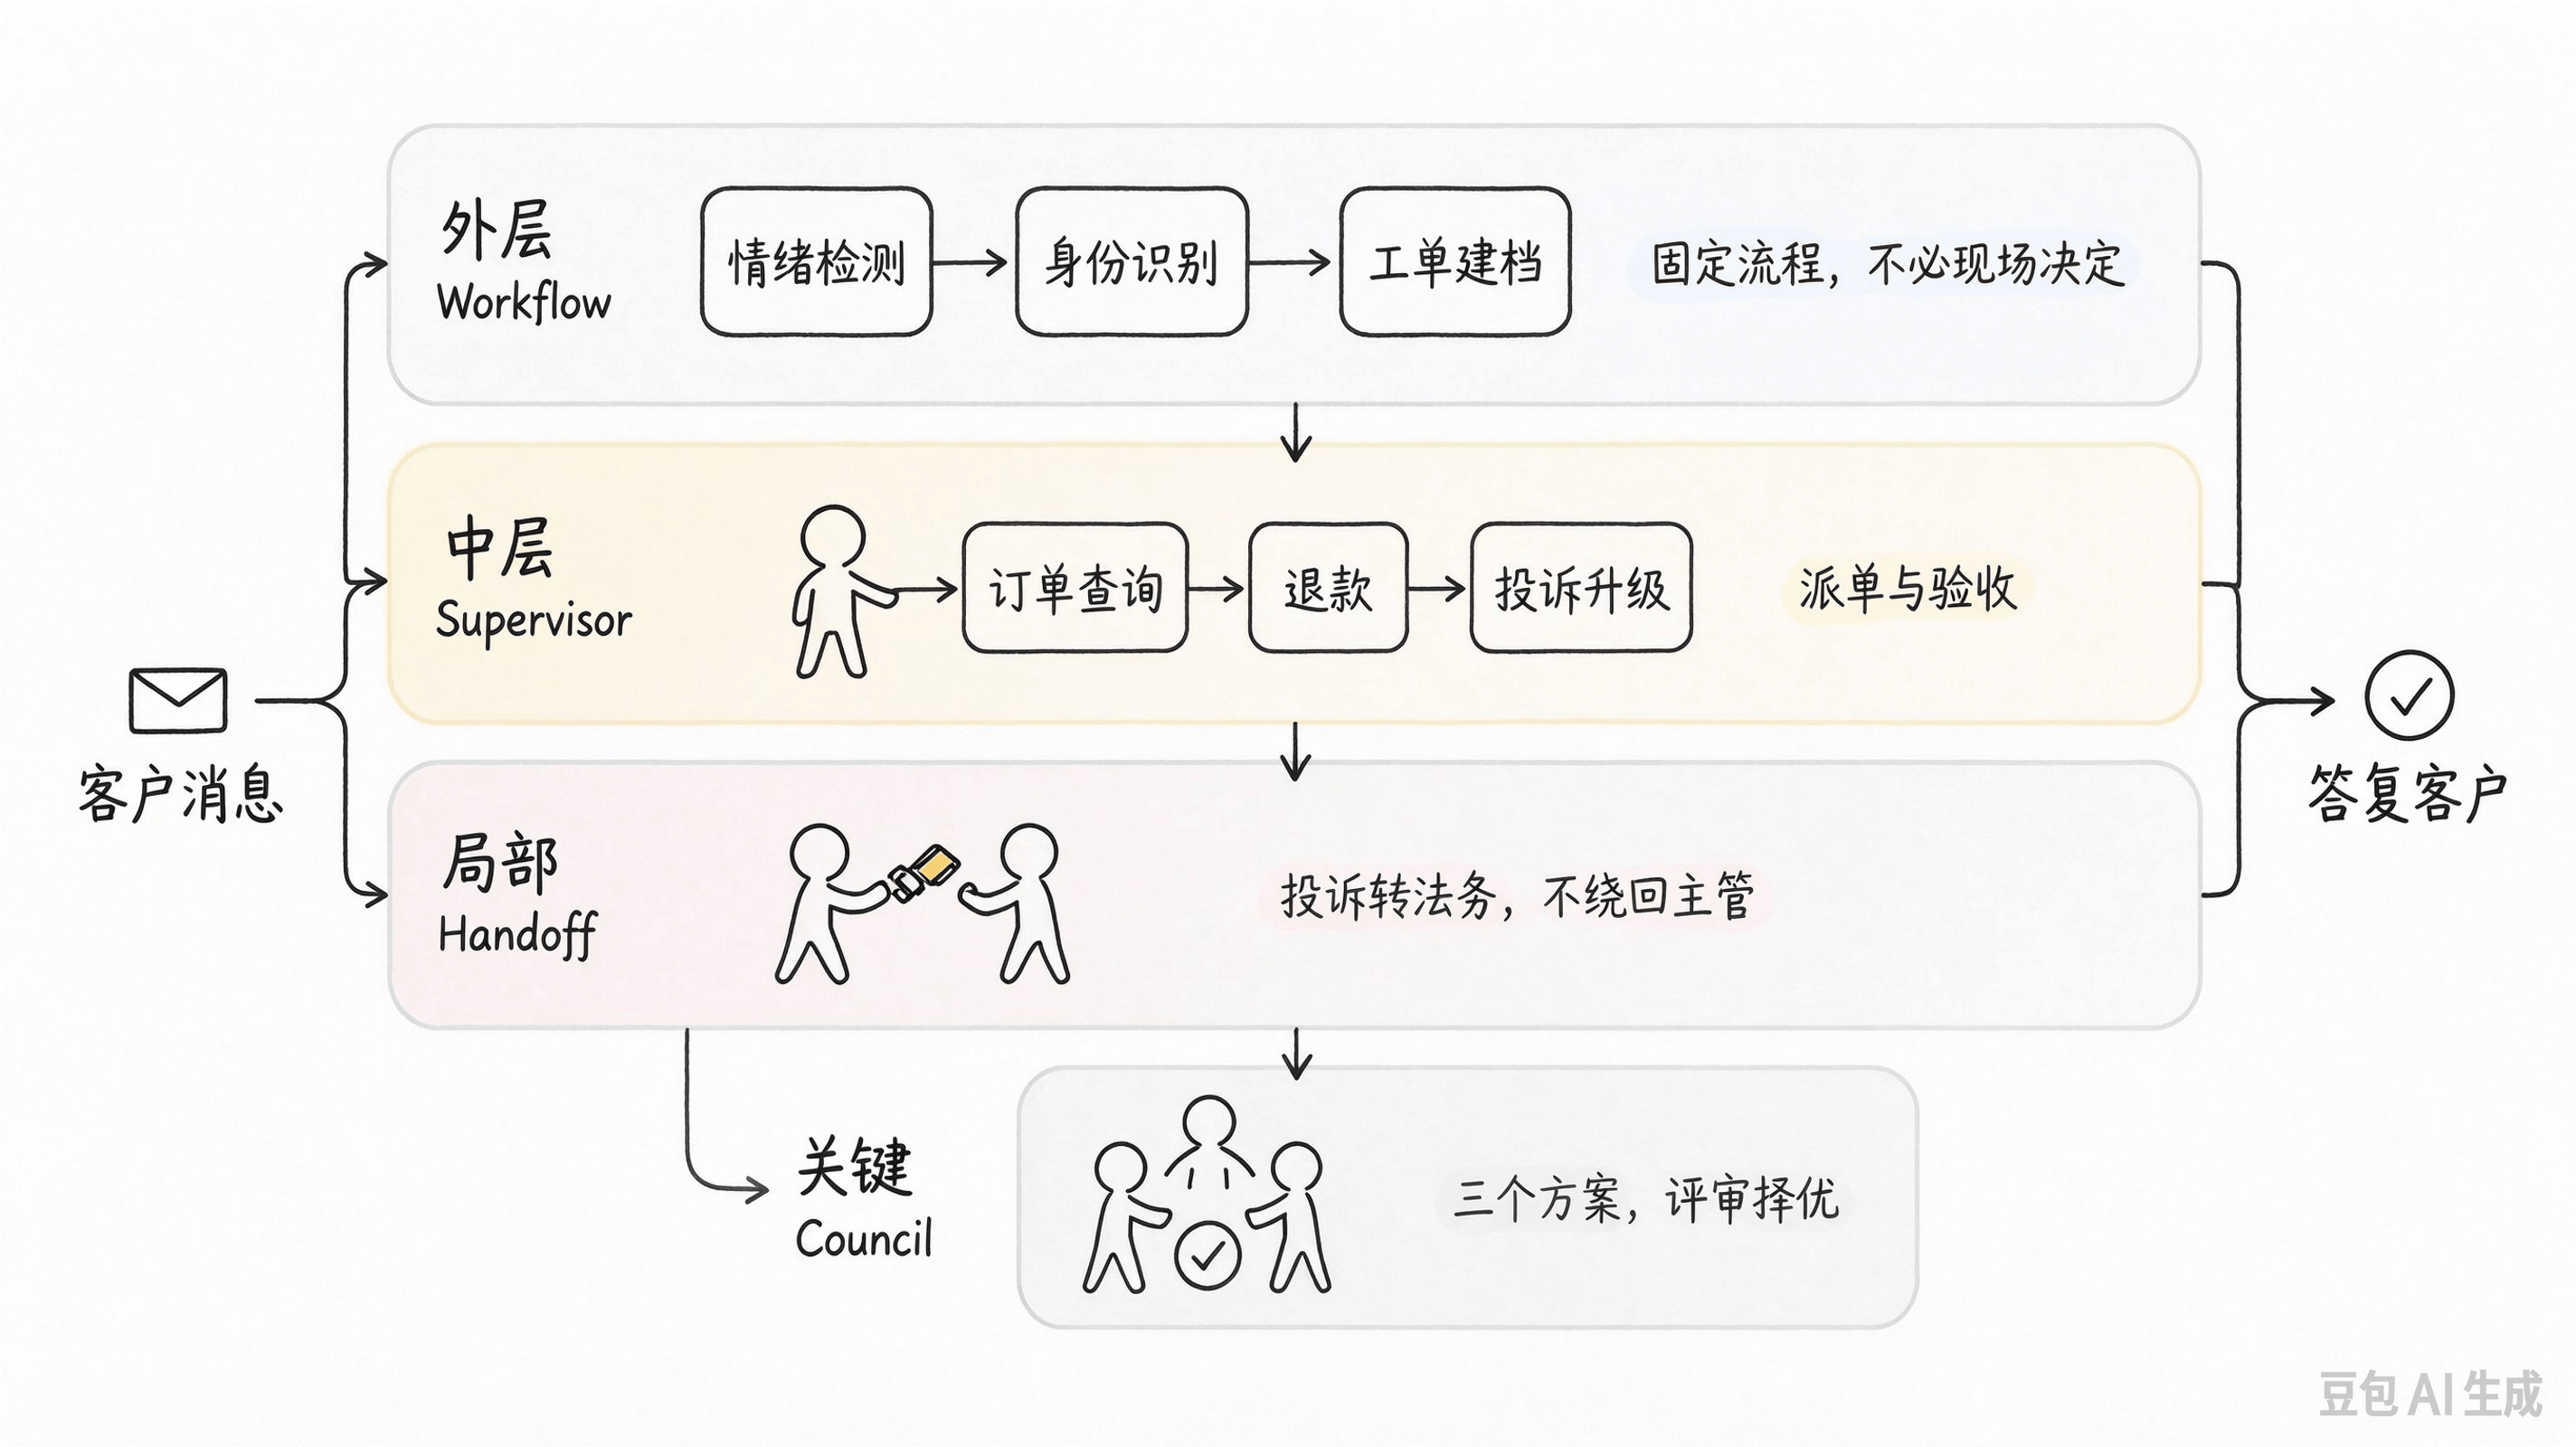 外层
Workflow
情绪检测
身份识别
工单建档
固定流程，不必现场决定
中层
Supervisor
订单查询
退款
投诉升级
派单与验收
客户消息
答复客户
局部
Handoff
投诉转法务，不绕回主管
关键
Council
三个方案，评审择优
豆包 AI 生成